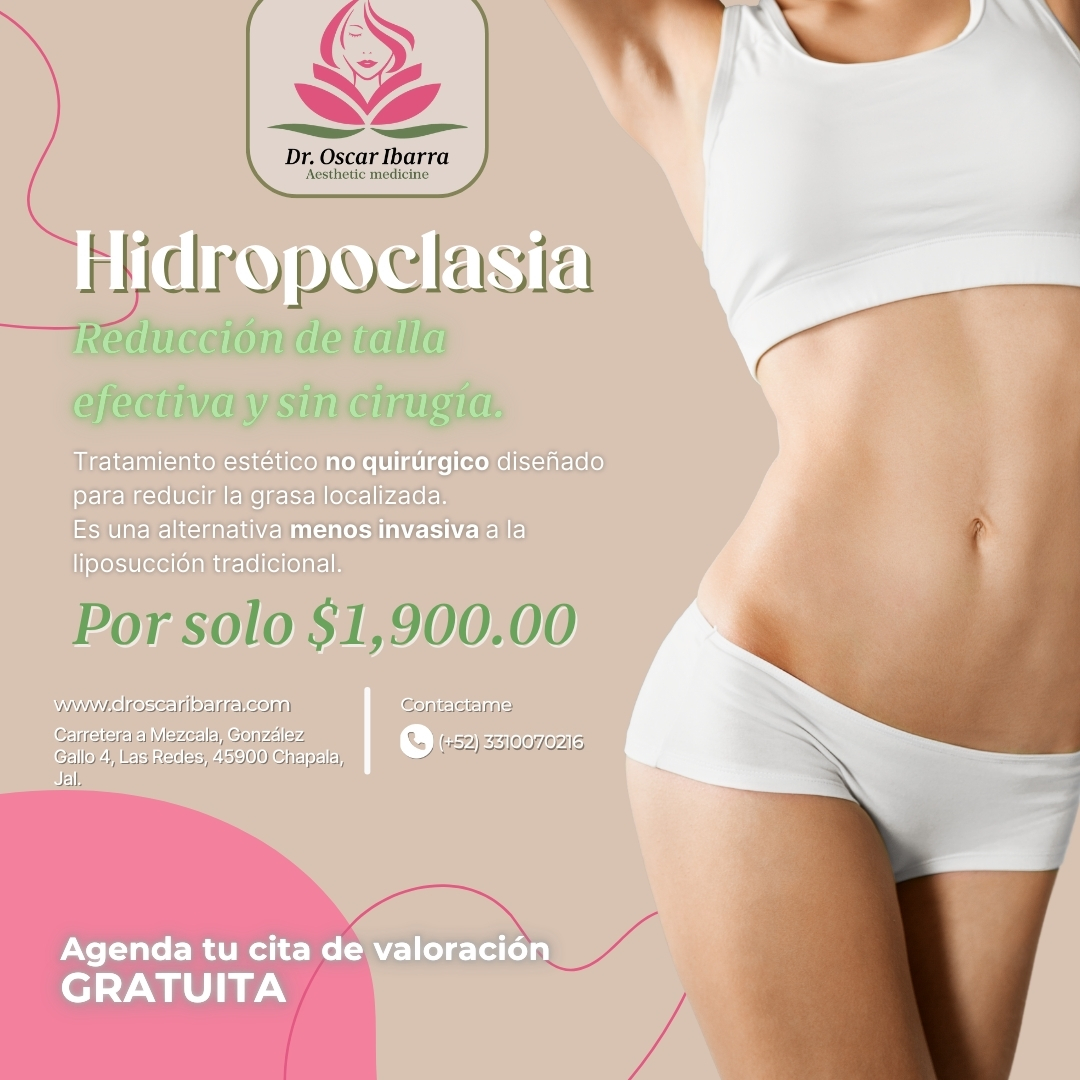 Dr. Oscar Ibarra
Aesthetic medicine
Hidropoclasia
Reducción de talla
efectiva y sin cirugía.
Tratamiento estético no quirúrgico diseñado
para reducir la grasa localizada.
Es una alternativa menos invasiva a la
liposucción tradicional.
Por solo $1,900.00
www.droscaribarra.com
Carretera a Mezcala, González
Gallo 4, Las Redes, 45900 Chapala,
Jal.
Contactame
(+52) 3310070216
Agenda tu cita de valoración
GRATUITA